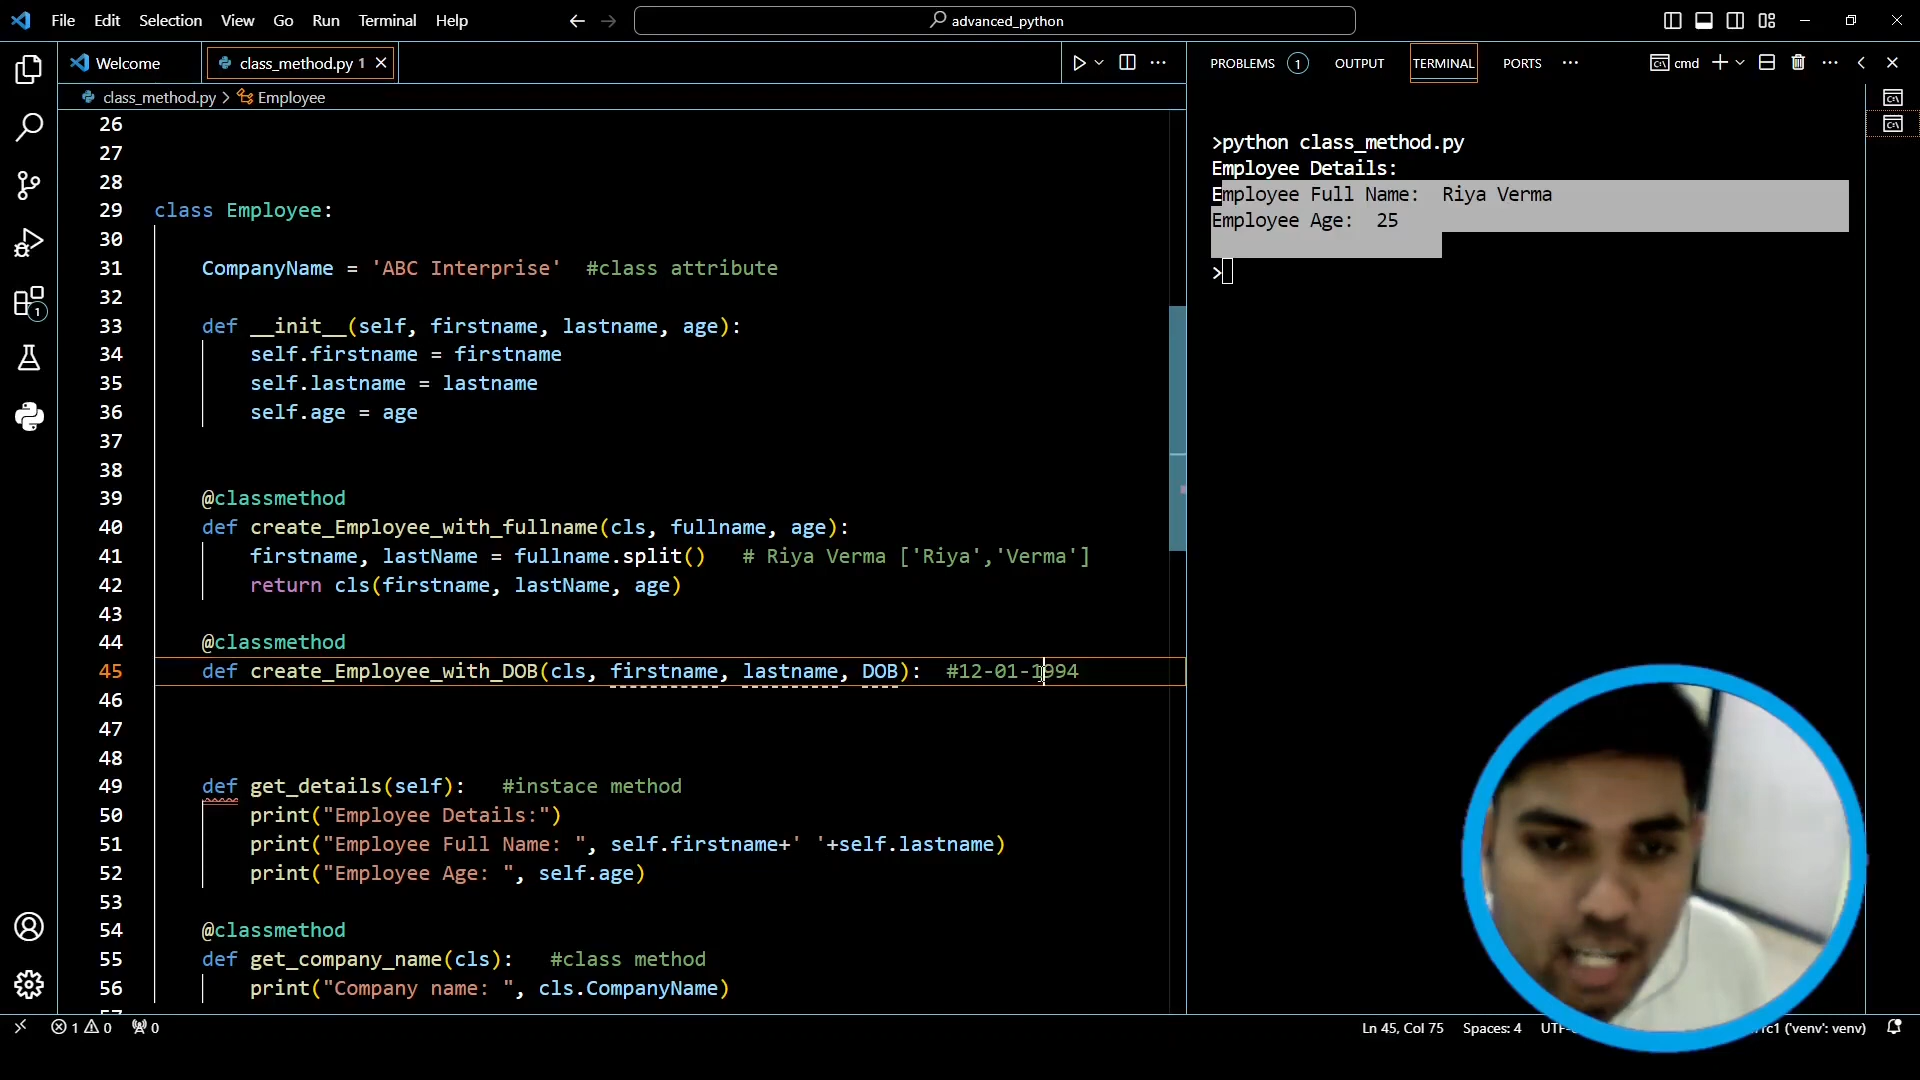 File Edit Selection View Go Run Terminal Help
advanced_python
Welcome
class_method.py 1
class_method.py > Employee
26
27
28
29 class Employee:
30
31 CompanyName = 'ABC Interprise' #class attribute
32
33 def __init__(self, firstname, lastname, age):
34 self.firstname = firstname
35 self.lastname = lastname
36 self.age = age
37
38
39 @classmethod
40 def create_Employee_with_fullname(cls, fullname, age):
41 firstname, lastName = fullname.split() # Riya Verma ['Riya','Verma']
42 return cls(firstname, lastName, age)
43
44 @classmethod
45 def create_Employee_with_DOB(cls, firstname, lastname, DOB): #12-01-1994
46
47
48
49 def get_details(self): #instace method
50 print("Employee Details:")
51 print("Employee Full Name: ", self.firstname+' '+self.lastname)
52 print("Employee Age: ", self.age)
53
54 @classmethod
55 def get_company_name(cls): #class method
56 print("Company name: ", cls.CompanyName)
PROBLEMS 1 OUTPUT TERMINAL PORTS
cmd
>python class_method.py
Employee Details:
Employee Full Name: Riya Verma
Employee Age: 25
>
1
1 0 0
Ln 45, Col 75 Spaces: 4 ('venv': venv)